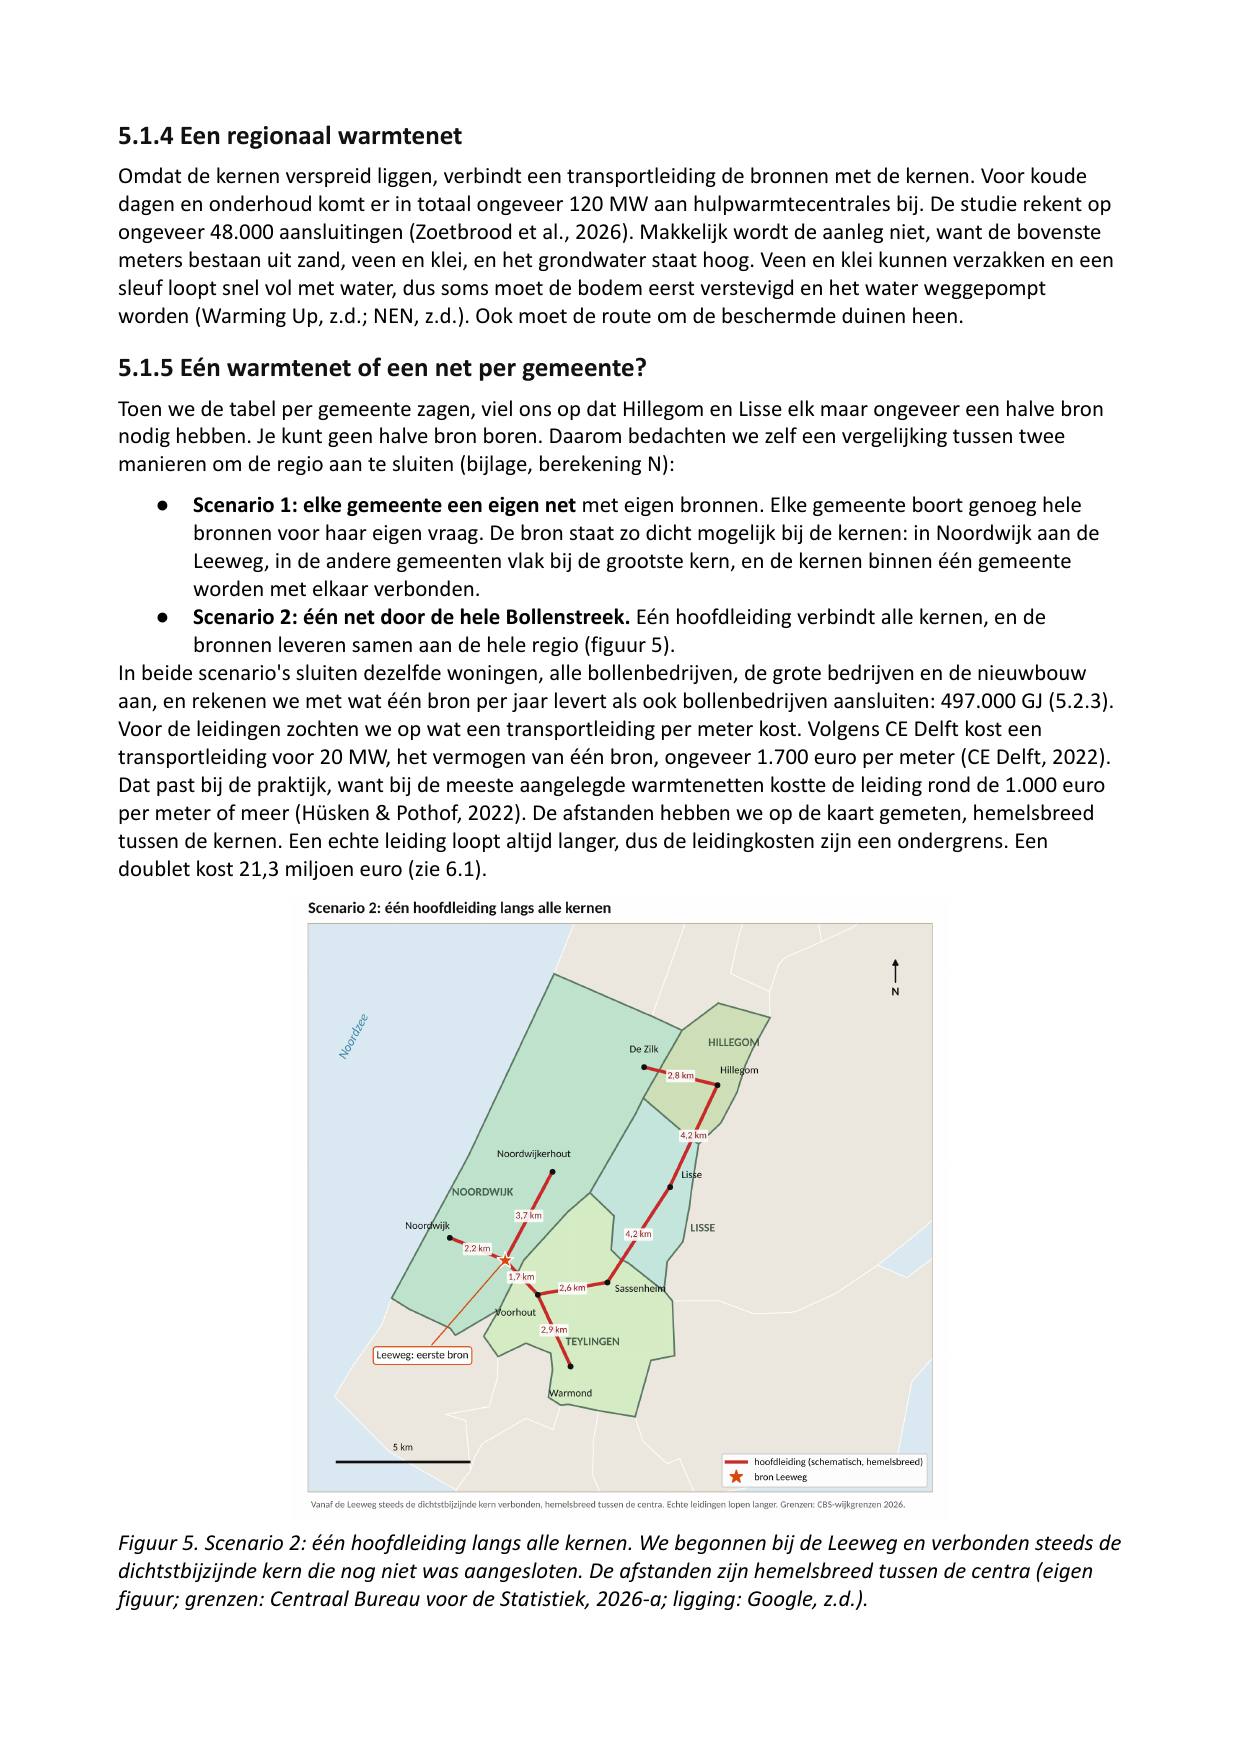 5.1.4 Een regionaal warmtenet
Omdat de kernen verspreid liggen, verbindt een transportleiding de bronnen met de kernen. Voor koude
dagen en onderhoud komt er in totaal ongeveer 120 MW aan hulpwarmtecentrales bij. De studie rekent op
ongeveer 48.000 aansluitingen (Zoetbrood et al., 2026). Makkelijk wordt de aanleg niet, want de bovenste
meters bestaan uit zand, veen en klei, en het grondwater staat hoog. Veen en klei kunnen verzakken en een
sleuf loopt snel vol met water, dus soms moet de bodem eerst verstevigd en het water weggepompt
worden (Warming Up, z.d.; NEN, z.d.). Ook moet de route om de beschermde duinen heen.
5.1.5 Eén warmtenet of een net per gemeente?
Toen we de tabel per gemeente zagen, viel ons op dat Hillegom en Lisse elk maar ongeveer een halve bron
nodig hebben. Je kunt geen halve bron boren. Daarom bedachten we zelf een vergelijking tussen twee
manieren om de regio aan te sluiten (bijlage, berekening N):
● Scenario 1: elke gemeente een eigen net met eigen bronnen. Elke gemeente boort genoeg hele
bronnen voor haar eigen vraag. De bron staat zo dicht mogelijk bij de kernen: in Noordwijk aan de
Leeweg, in de andere gemeenten vlak bij de grootste kern, en de kernen binnen één gemeente
worden met elkaar verbonden.
● Scenario 2: één net door de hele Bollenstreek. Eén hoofdleiding verbindt alle kernen, en de
bronnen leveren samen aan de hele regio (figuur 5).
In beide scenario's sluiten dezelfde woningen, alle bollenbedrijven, de grote bedrijven en de nieuwbouw
aan, en rekenen we met wat één bron per jaar levert als ook bollenbedrijven aansluiten: 497.000 GJ (5.2.3).
Voor de leidingen zochten we op wat een transportleiding per meter kost. Volgens CE Delft kost een
transportleiding voor 20 MW, het vermogen van één bron, ongeveer 1.700 euro per meter (CE Delft, 2022).
Dat past bij de praktijk, want bij de meeste aangelegde warmtenetten kostte de leiding rond de 1.000 euro
per meter of meer (Hüsken & Pothof, 2022). De afstanden hebben we op de kaart gemeten, hemelsbreed
tussen de kernen. Een echte leiding loopt altijd langer, dus de leidingkosten zijn een ondergrens. Een
doublet kost 21,3 miljoen euro (zie 6.1).
Scenario 2: één hoofdleiding langs alle kernen
N
Noordzee
HILLEGOM
De Zilk
Hillegom
2,8 km
4,2 km
Noordwijkerhout
Lisse
NOORDWIJK
3,7 km
Noordwijk
LISSE
4,2 km
2,2 km
1,7 km
2,6 km
Sassenheim
Voorhout
2,9 km
TEYLINGEN
Leeweg: eerste bron
Warmond
5 km
hoofdleiding (schematisch, hemelsbreed)
bron Leeweg
Vanaf de Leeweg steeds de dichtstbijzijnde kern verbonden, hemelsbreed tussen de centra. Echte leidingen lopen langer. Grenzen: CBS-wijkgrenzen 2026.
Figuur 5. Scenario 2: één hoofdleiding langs alle kernen. We begonnen bij de Leeweg en verbonden steeds de
dichtstbijzijnde kern die nog niet was aangesloten. De afstanden zijn hemelsbreed tussen de centra (eigen
figuur; grenzen: Centraal Bureau voor de Statistiek, 2026-a; ligging: Google, z.d.).